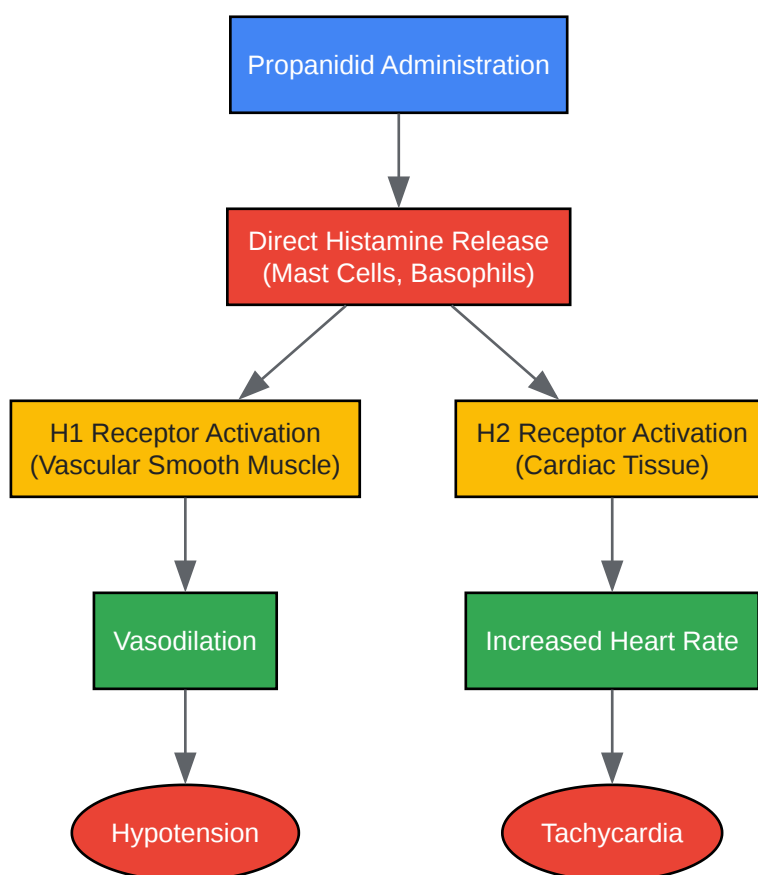 Propanidid Administration
Direct Histamine Release
(Mast Cells, Basophils)
H1 Receptor Activation
(Vascular Smooth Muscle)
H2 Receptor Activation
(Cardiac Tissue)
Vasodilation
Increased Heart Rate
Hypotension
Tachycardia